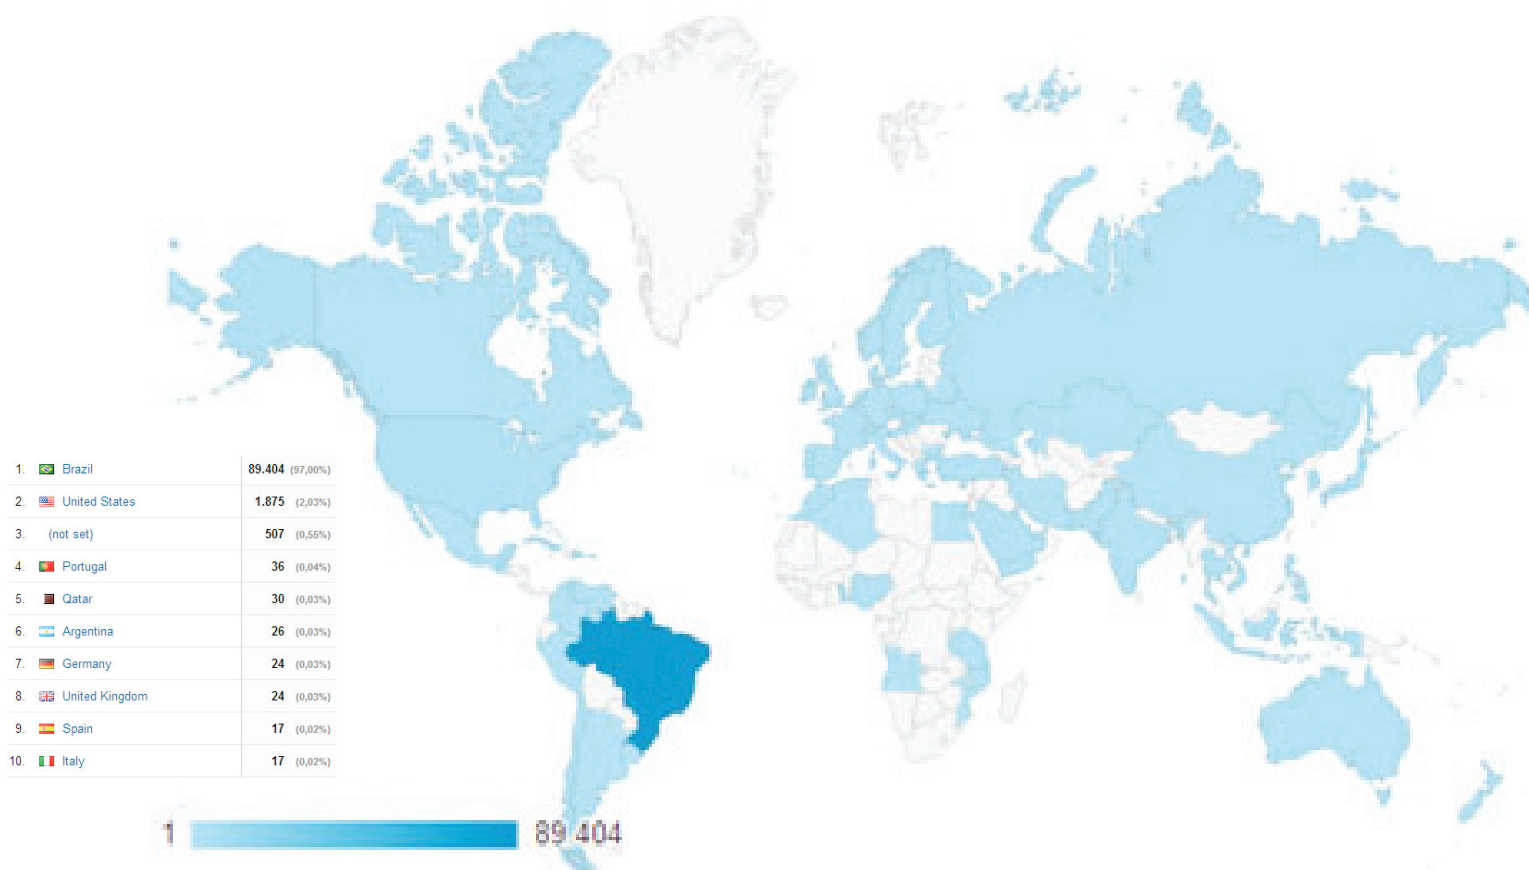 1. Brazil 89.404 (97,00%)
2. United States 1.875 (2,03%)
3. (not set) 507 (0,55%)
4. Portugal 36 (0,04%)
5. Qatar 30 (0,03%)
6. Argentina 26 (0,03%)
7. Germany 24 (0,03%)
8. United Kingdom 24 (0,03%)
9. Spain 17 (0,02%)
10. Italy 17 (0,02%)
1 89.404